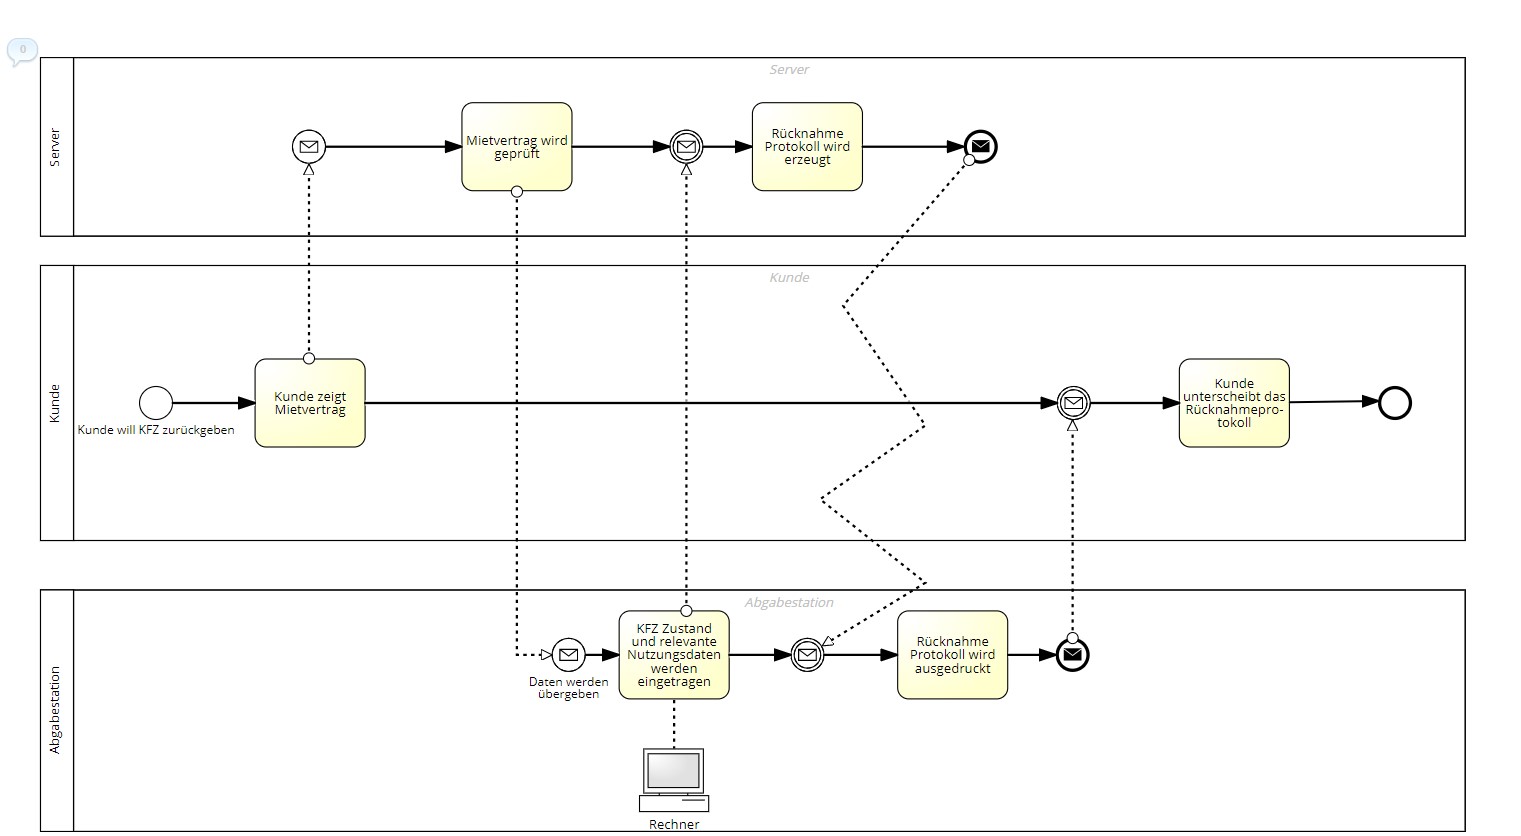 0
Server
Server
Mietvertrag wird
geprüft
Rücknahme
Protokoll wird
erzeugt
Kunde
Kunde
Kunde will KFZ zurückgeben
Kunde zeigt
Mietvertrag
Kunde
unterscheibt das
Rücknahmepro-
tokoll
Abgabestation
Abgabestation
Daten werden
übergeben
KFZ Zustand
und relevante
Nutzungsdaten
werden
eingetragen
Rücknahme
Protokoll wird
ausgedruckt
Rechner